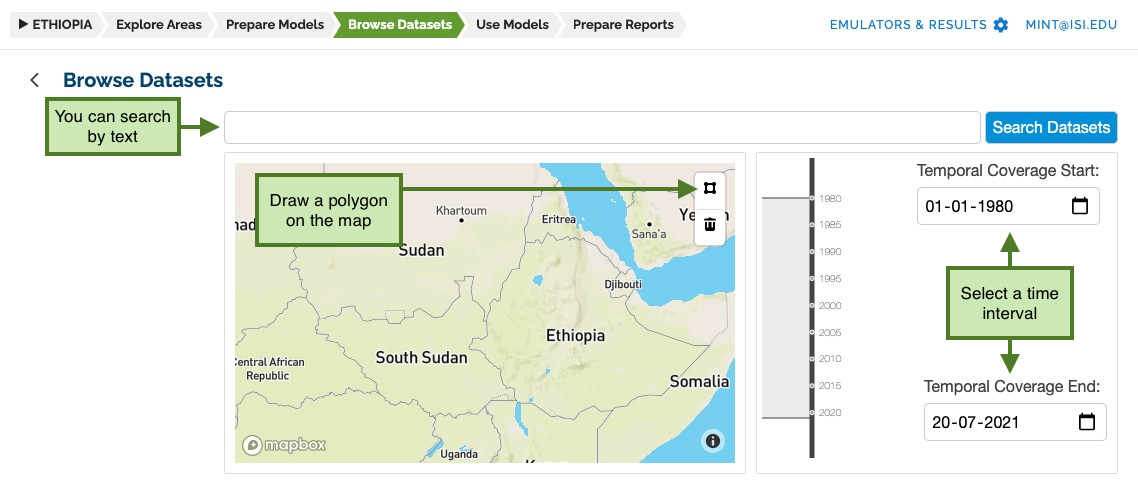 ETHIOPIA
Explore Areas
Prepare Models
Browse Datasets
Use Models
Prepare Reports
EMULATORS & RESULTS
MINT@ISI.EDU
Browse Datasets
You can search
by text
Search Datasets
Draw a polygon
on the map
Khartoum
Sudan
Eritrea
Sana'a
Djibouti
Ethiopia
South Sudan
Central African
Republic
Somalia
Uganda
mapbox
1980
1985
1990
1995
2000
2005
2010
2015
2020
Temporal Coverage Start:
01-01-1980
Select a time
interval
Temporal Coverage End:
20-07-2021